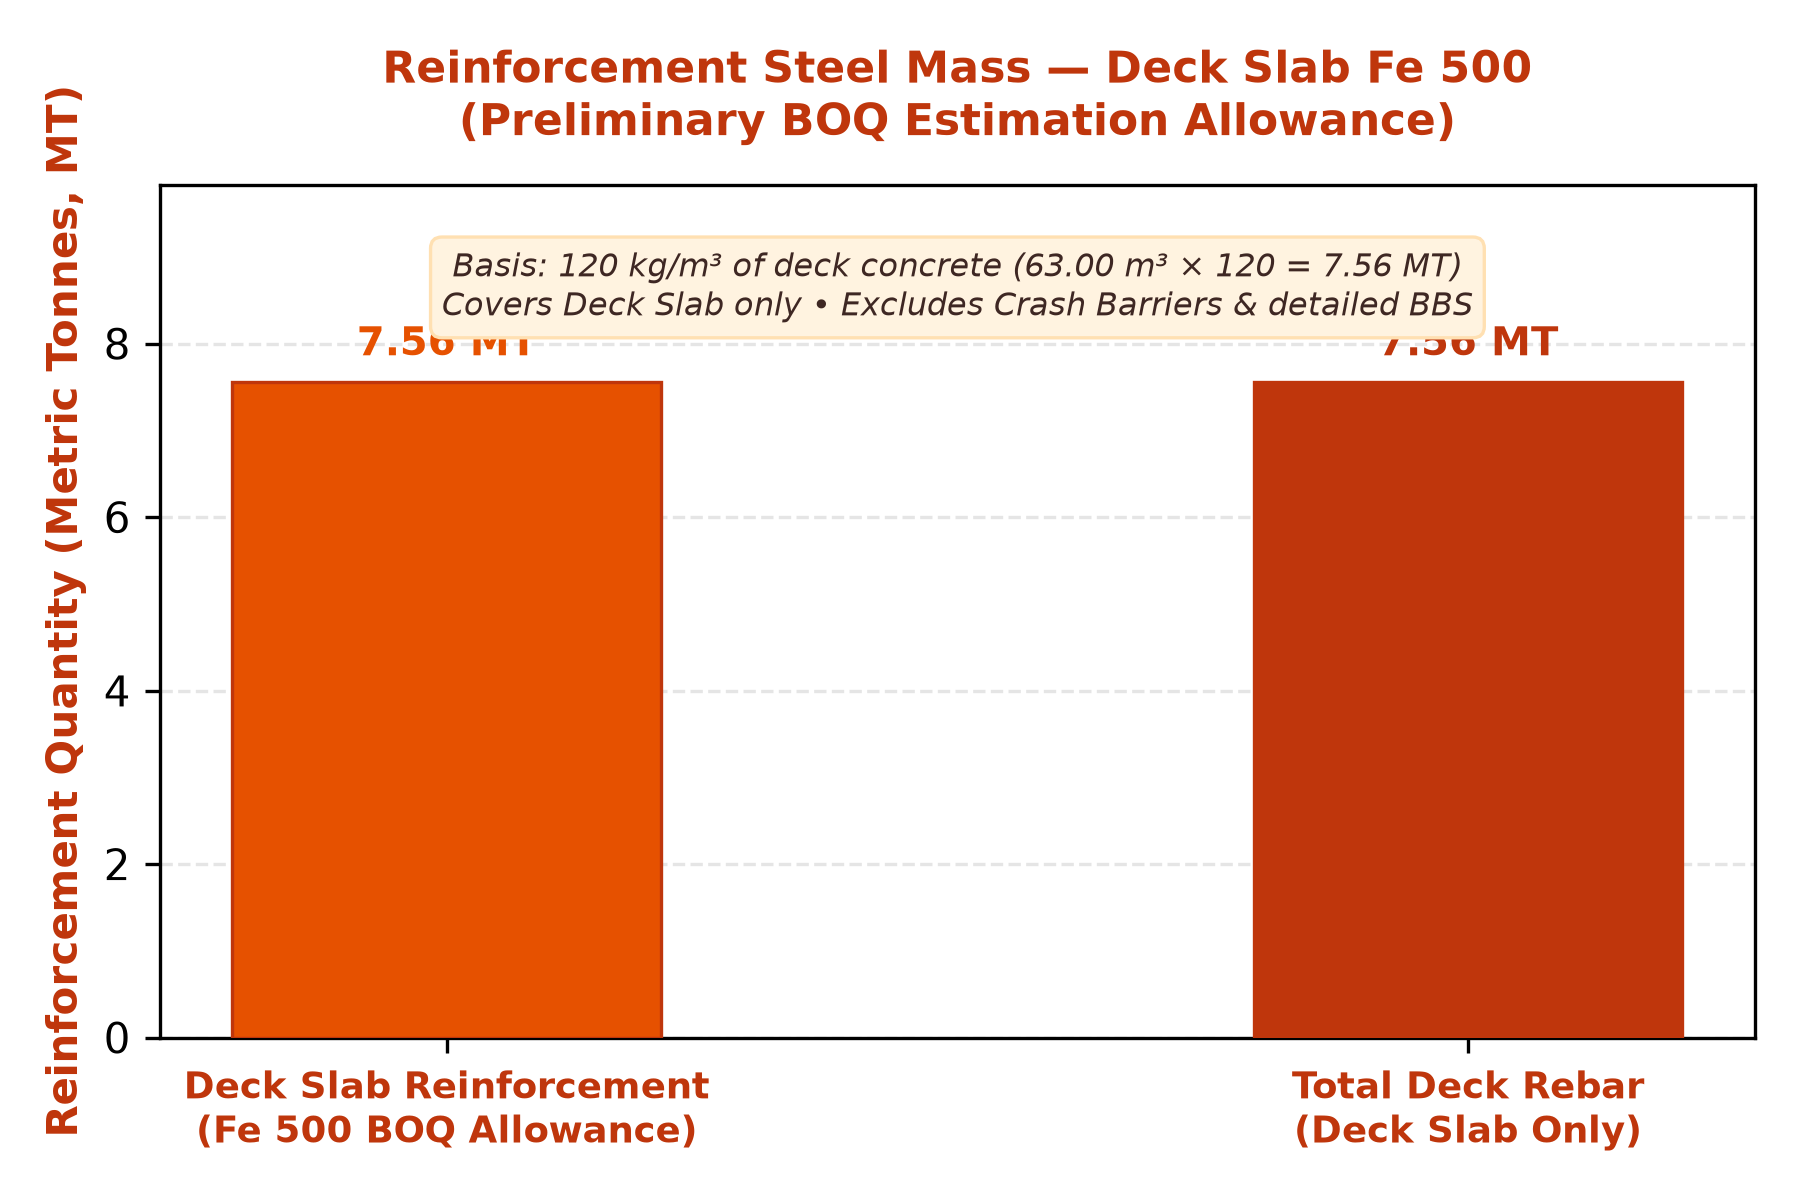 Reinforcement Steel Mass — Deck Slab Fe 500
(Preliminary BOQ Estimation Allowance)
Reinforcement Quantity (Metric Tonnes, MT)
Basis: 120 kg/m³ of deck concrete (63.00 m³ × 120 = 7.56 MT)
Covers Deck Slab only • Excludes Crash Barriers & detailed BBS
7.56 MT
7.56 MT
8
6
4
2
0
Deck Slab Reinforcement
(Fe 500 BOQ Allowance)
Total Deck Rebar
(Deck Slab Only)